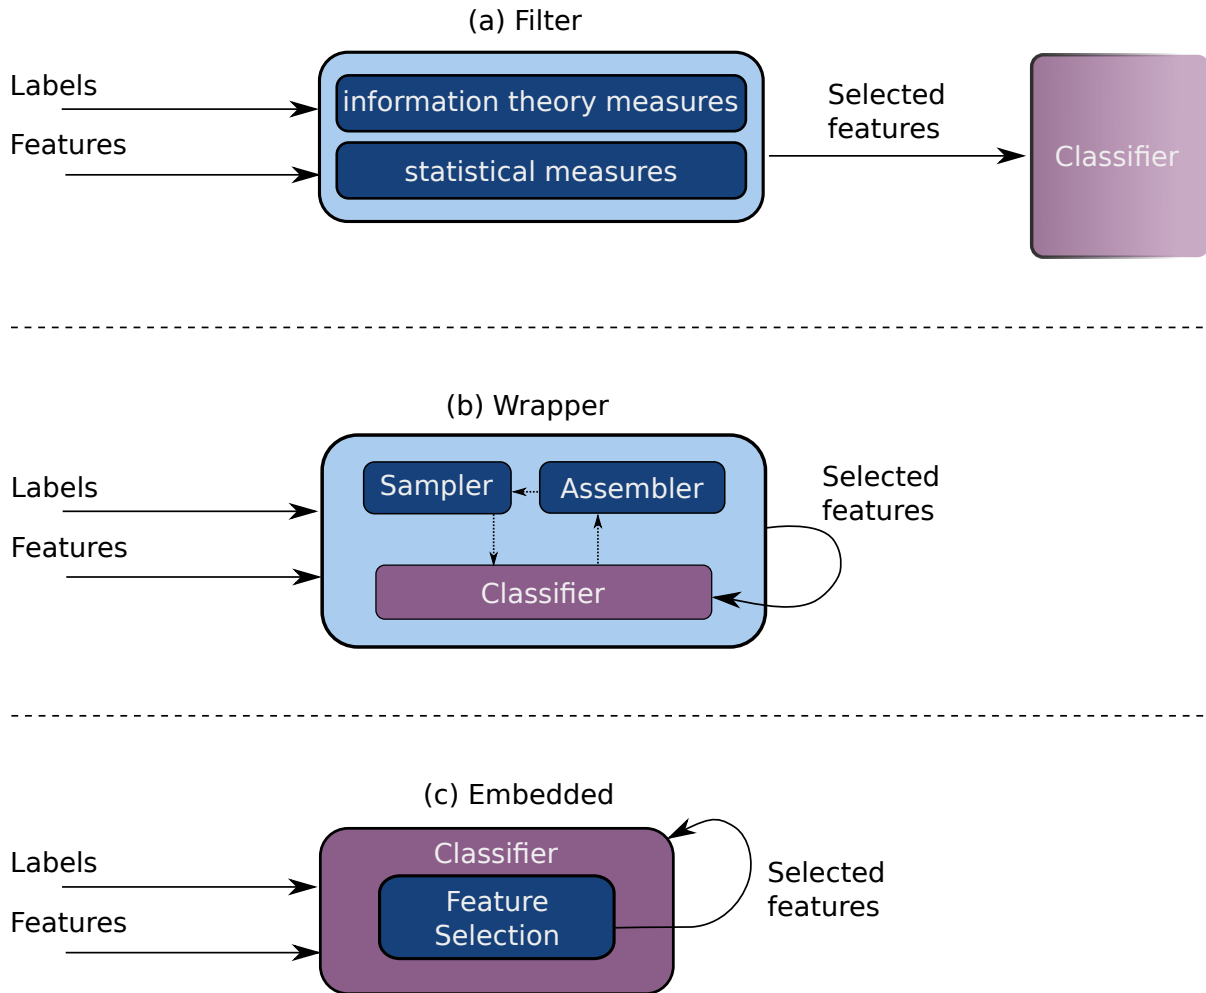 (a) Filter
Labels
Features
information theory measures
statistical measures
Selected
features
Classifier
(b) Wrapper
Labels
Features
Sampler
Assembler
Classifier
Selected
features
(c) Embedded
Labels
Features
Classifier
Feature
Selection
Selected
features